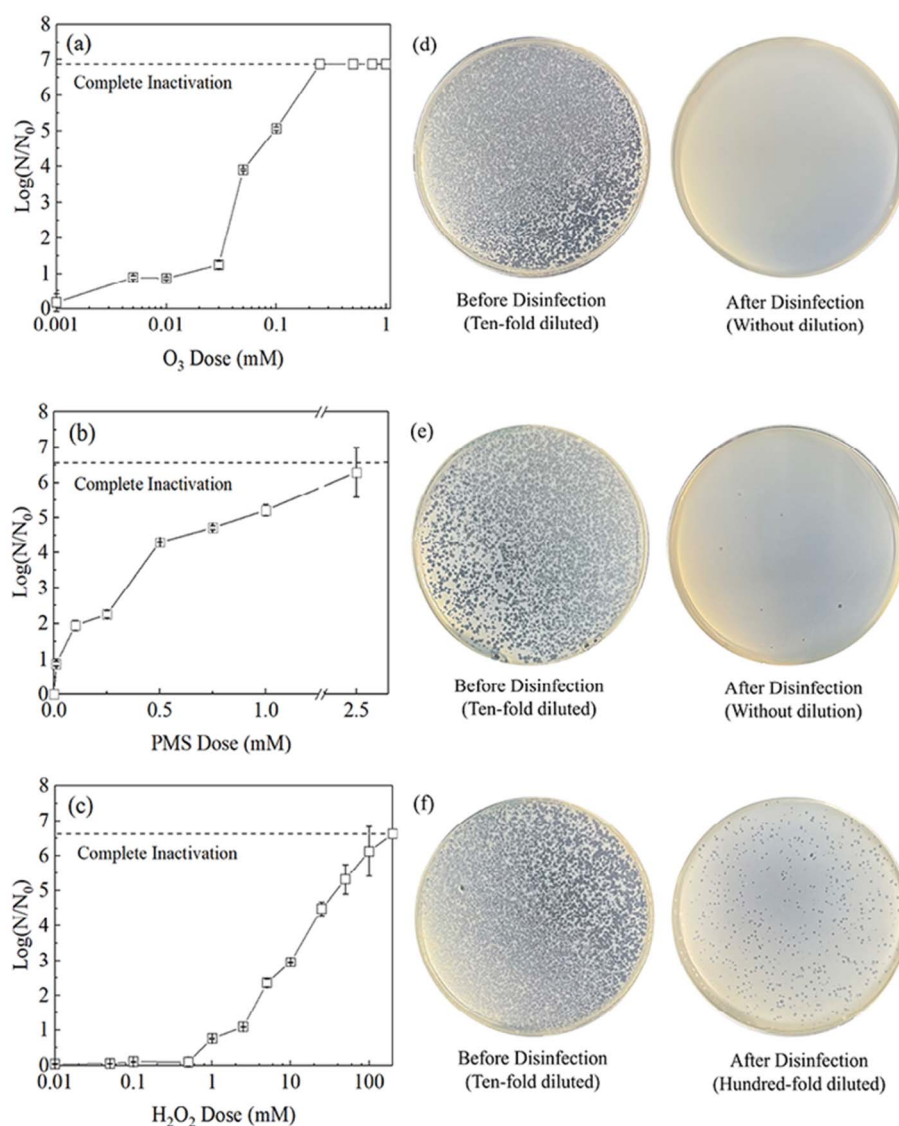 (a)
8
7
6
5
4
3
2
1
0
Log(N/N₀)
Complete Inactivation
0.001 0.01 0.1 1
O₃ Dose (mM)
(d)
Before Disinfection
(Ten-fold diluted)
After Disinfection
(Without dilution)
(b)
8
7
6
5
4
3
2
1
0
Log(N/N₀)
Complete Inactivation
0.0 0.5 1.0 2.5
PMS Dose (mM)
(e)
Before Disinfection
(Ten-fold diluted)
After Disinfection
(Without dilution)
(c)
8
7
6
5
4
3
2
1
0
Log(N/N₀)
Complete Inactivation
0.01 0.1 1 10 100
H₂O₂ Dose (mM)
(f)
Before Disinfection
(Ten-fold diluted)
After Disinfection
(Hundred-fold diluted)